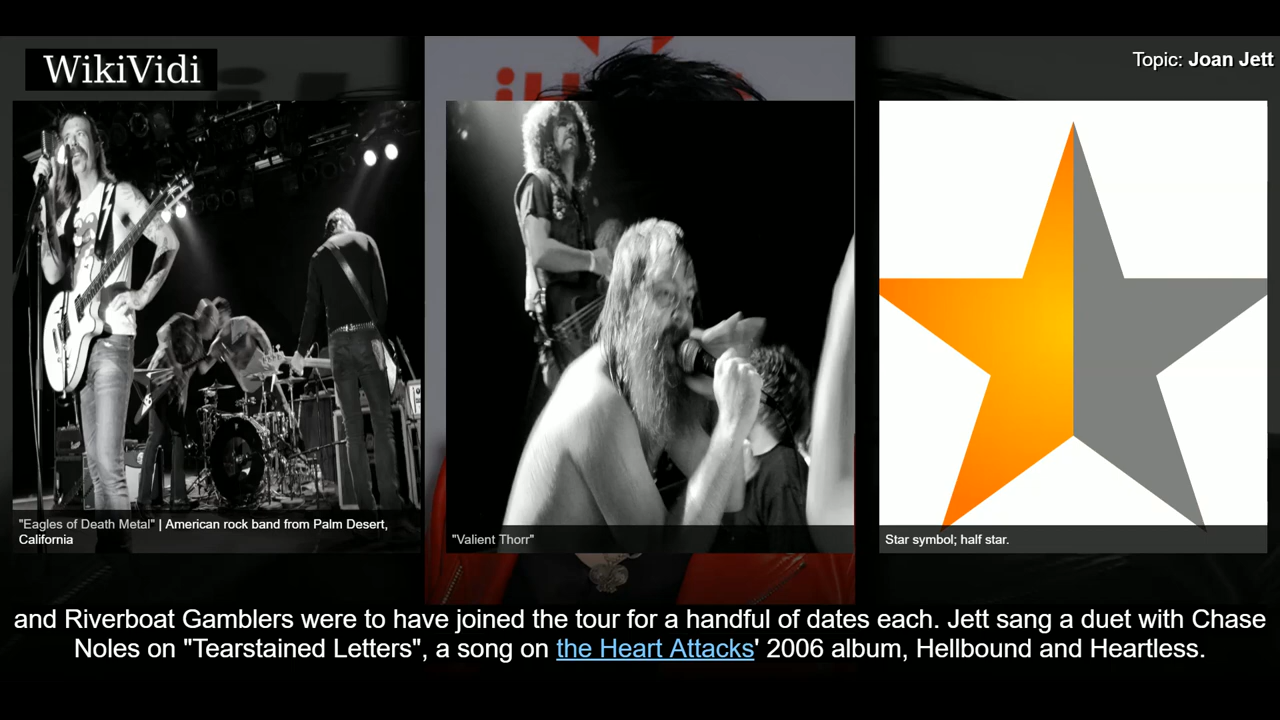 WikiVidi
Topic: Joan Jett
"Eagles of Death Metal" | American rock band from Palm Desert,
California
"Valient Thorr"
Star symbol; half star.
and Riverboat Gamblers were to have joined the tour for a handful of dates each. Jett sang a duet with Chase
Noles on "Tearstained Letters", a song on the Heart Attacks' 2006 album, Hellbound and Heartless.